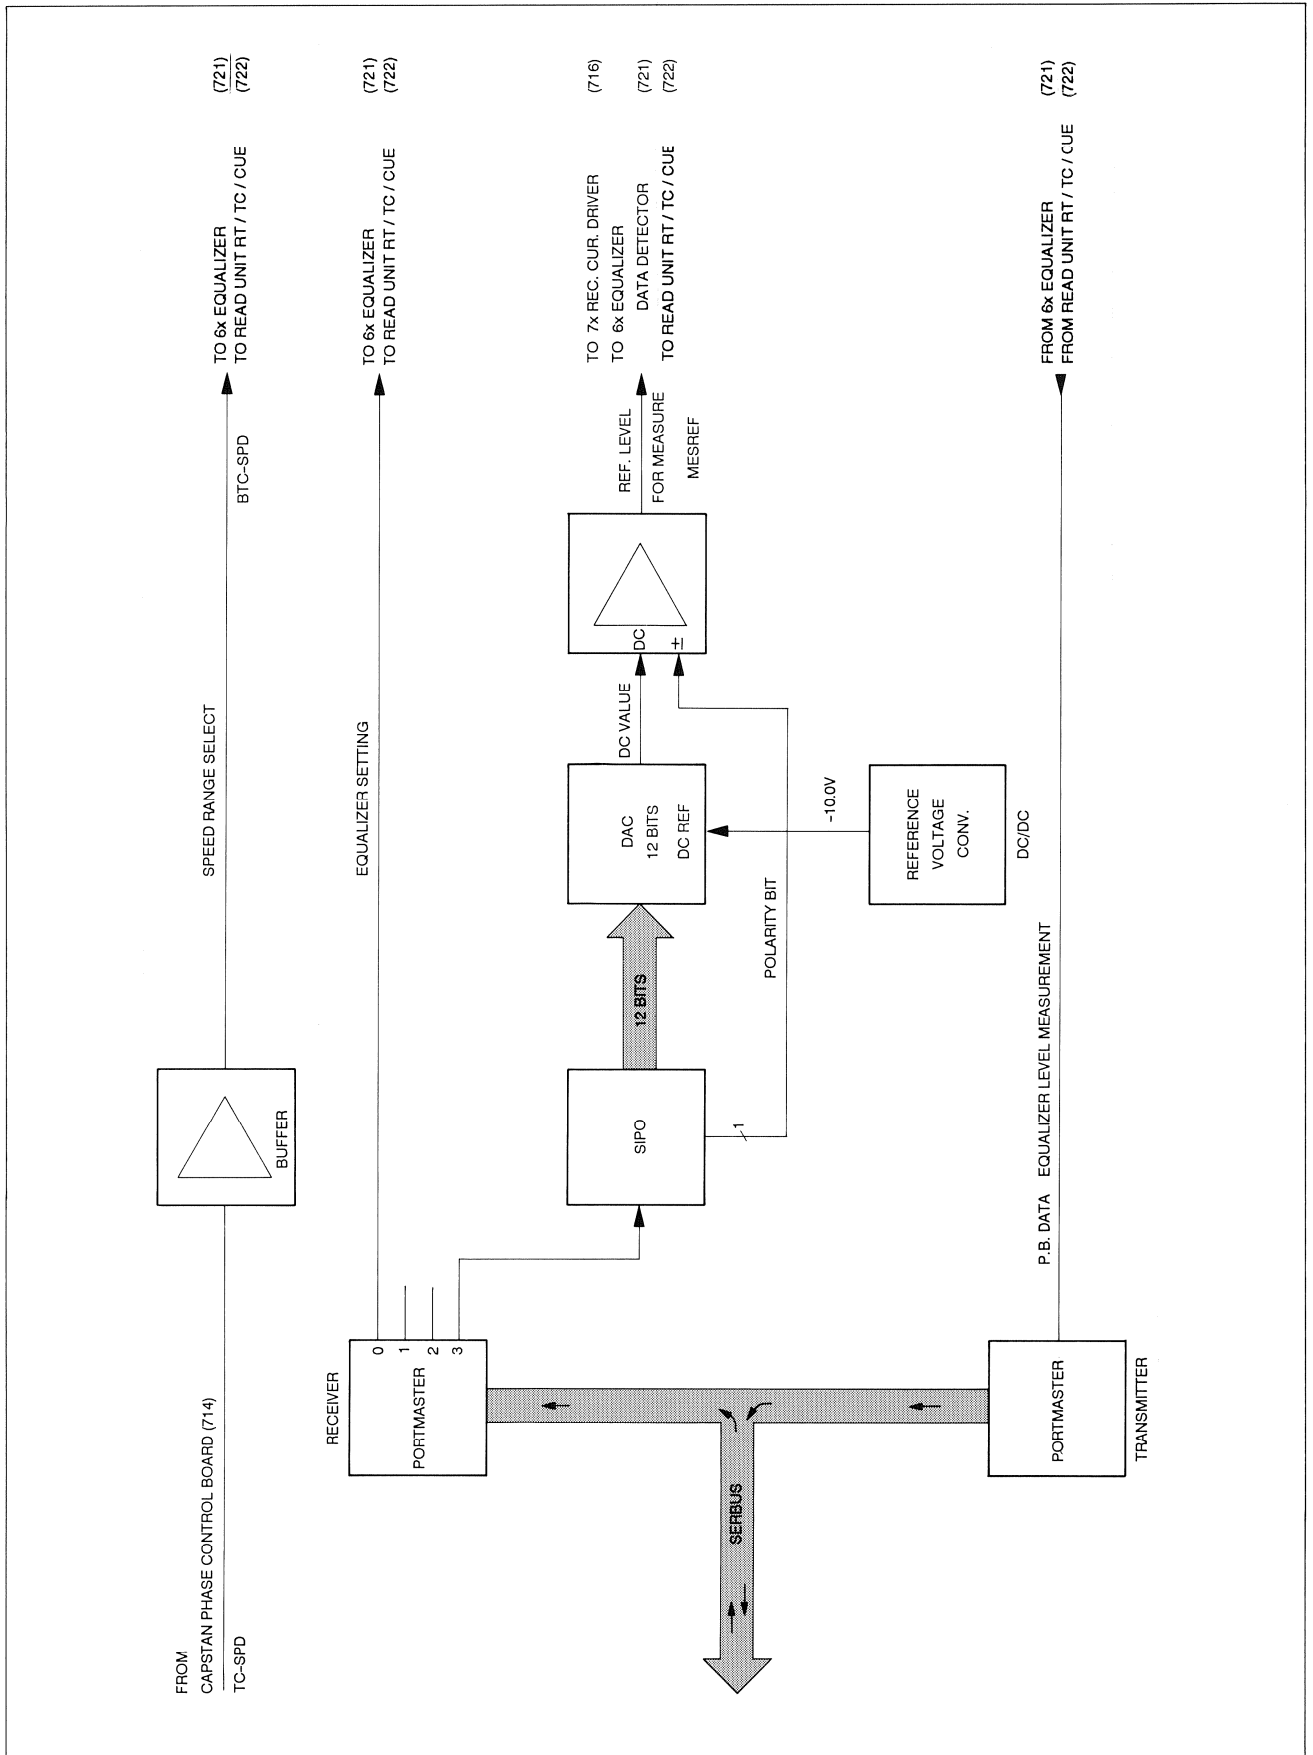 FROM
CAPSTAN PHASE CONTROL BOARD (714)
TC-SPD
BUFFER
SPEED RANGE SELECT
BTC-SPD
TO 6x EQUALIZER (721)
TO READ UNIT RT / TC / CUE (722)
RECEIVER
PORTMASTER
0
1
2
3
EQUALIZER SETTING
TO 6x EQUALIZER (721)
TO READ UNIT RT / TC / CUE (722)
SIPO
12 BITS
1
POLARITY BIT
DAC
12 BITS
DC REF
DC VALUE
DC
±
REF. LEVEL
FOR MEASURE
MESREF
TO 7x REC. CUR. DRIVER (716)
TO 6x EQUALIZER
DATA DETECTOR (721)
TO READ UNIT RT / TC / CUE (722)
-10.0V
REFERENCE
VOLTAGE
CONV.
DC/DC
SERBUS
PORTMASTER
TRANSMITTER
P.B. DATA EQUALIZER LEVEL MEASUREMENT
FROM 6x EQUALIZER (721)
FROM READ UNIT RT / TC / CUE (722)